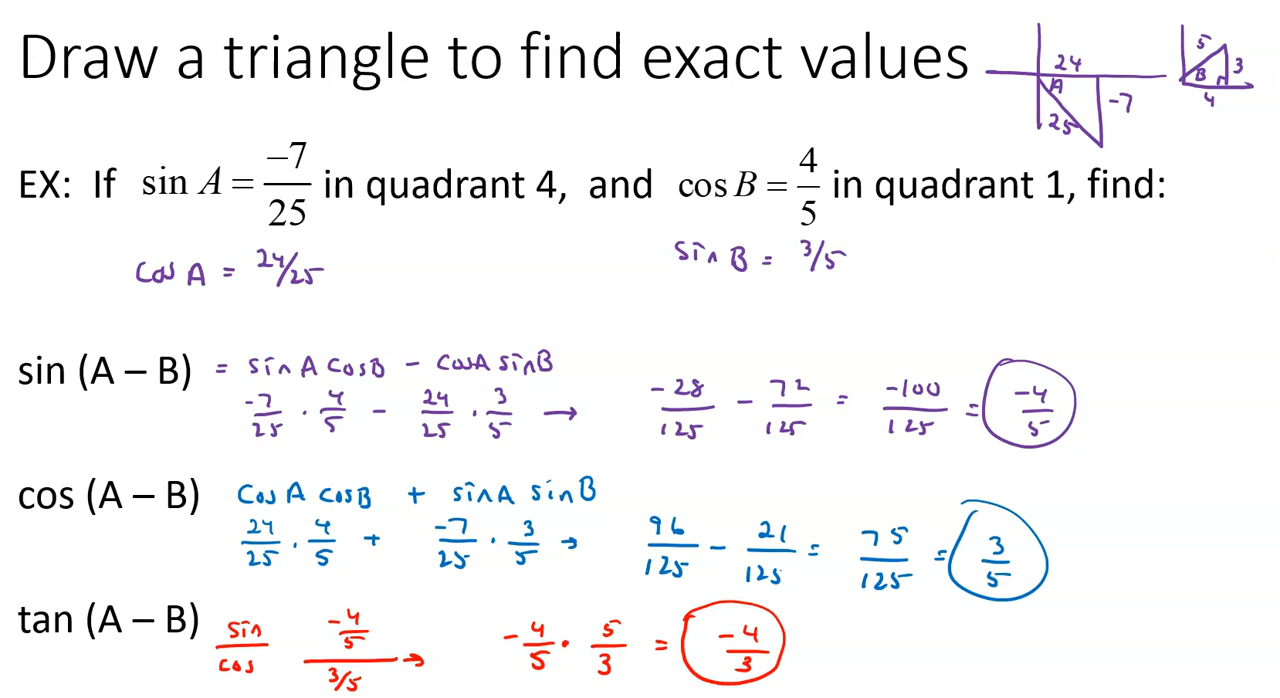 Draw a triangle to find exact values
24
A
25
-7
5
B
3
4
EX: If sin A = -7/25 in quadrant 4, and cos B = 4/5 in quadrant 1, find:
cos A = 24/25
sin B = 3/5
sin (A – B) = sin A cos B - cos A sin B
-7/25 · 4/5 - 24/25 · 3/5 → -28/125 - 72/125 = -100/125 = -4/5
cos (A – B) cos A cos B + sin A sin B
24/25 · 4/5 + -7/25 · 3/5 → 96/125 - 21/125 = 75/125 = 3/5
tan (A – B) sin/cos -4/5 / 3/5 → -4/5 · 5/3 = -4/3